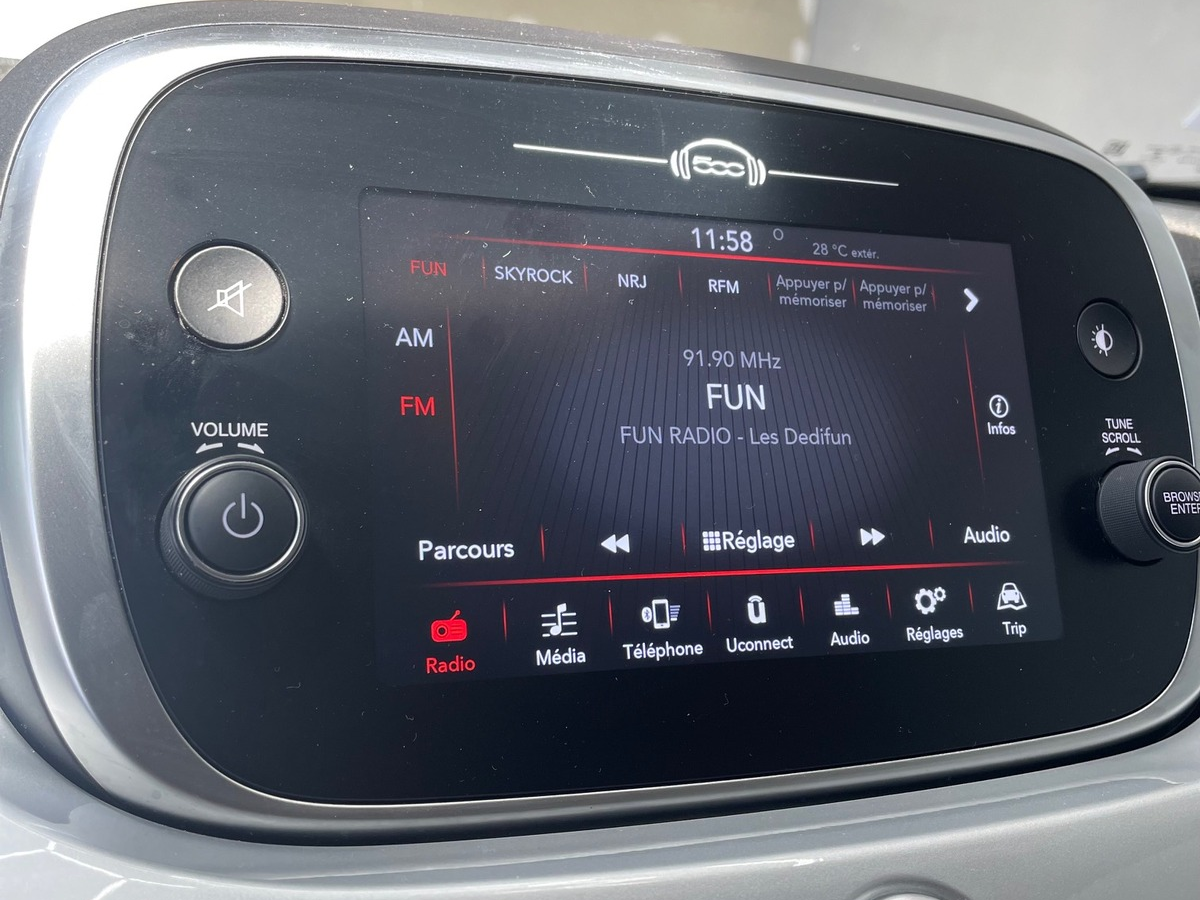 500
11:58
28 °C extér.
FUN
SKYROCK
NRJ
RFM
Appuyer p/
mémoriser
Appuyer p/
mémoriser
AM
FM
91.90 MHz
FUN
FUN RADIO - Les Dedifun
Infos
VOLUME
TUNE
SCROLL
BROWSE
ENTER
Parcours
Réglage
Audio
Radio
Média
Téléphone
Uconnect
Audio
Réglages
Trip